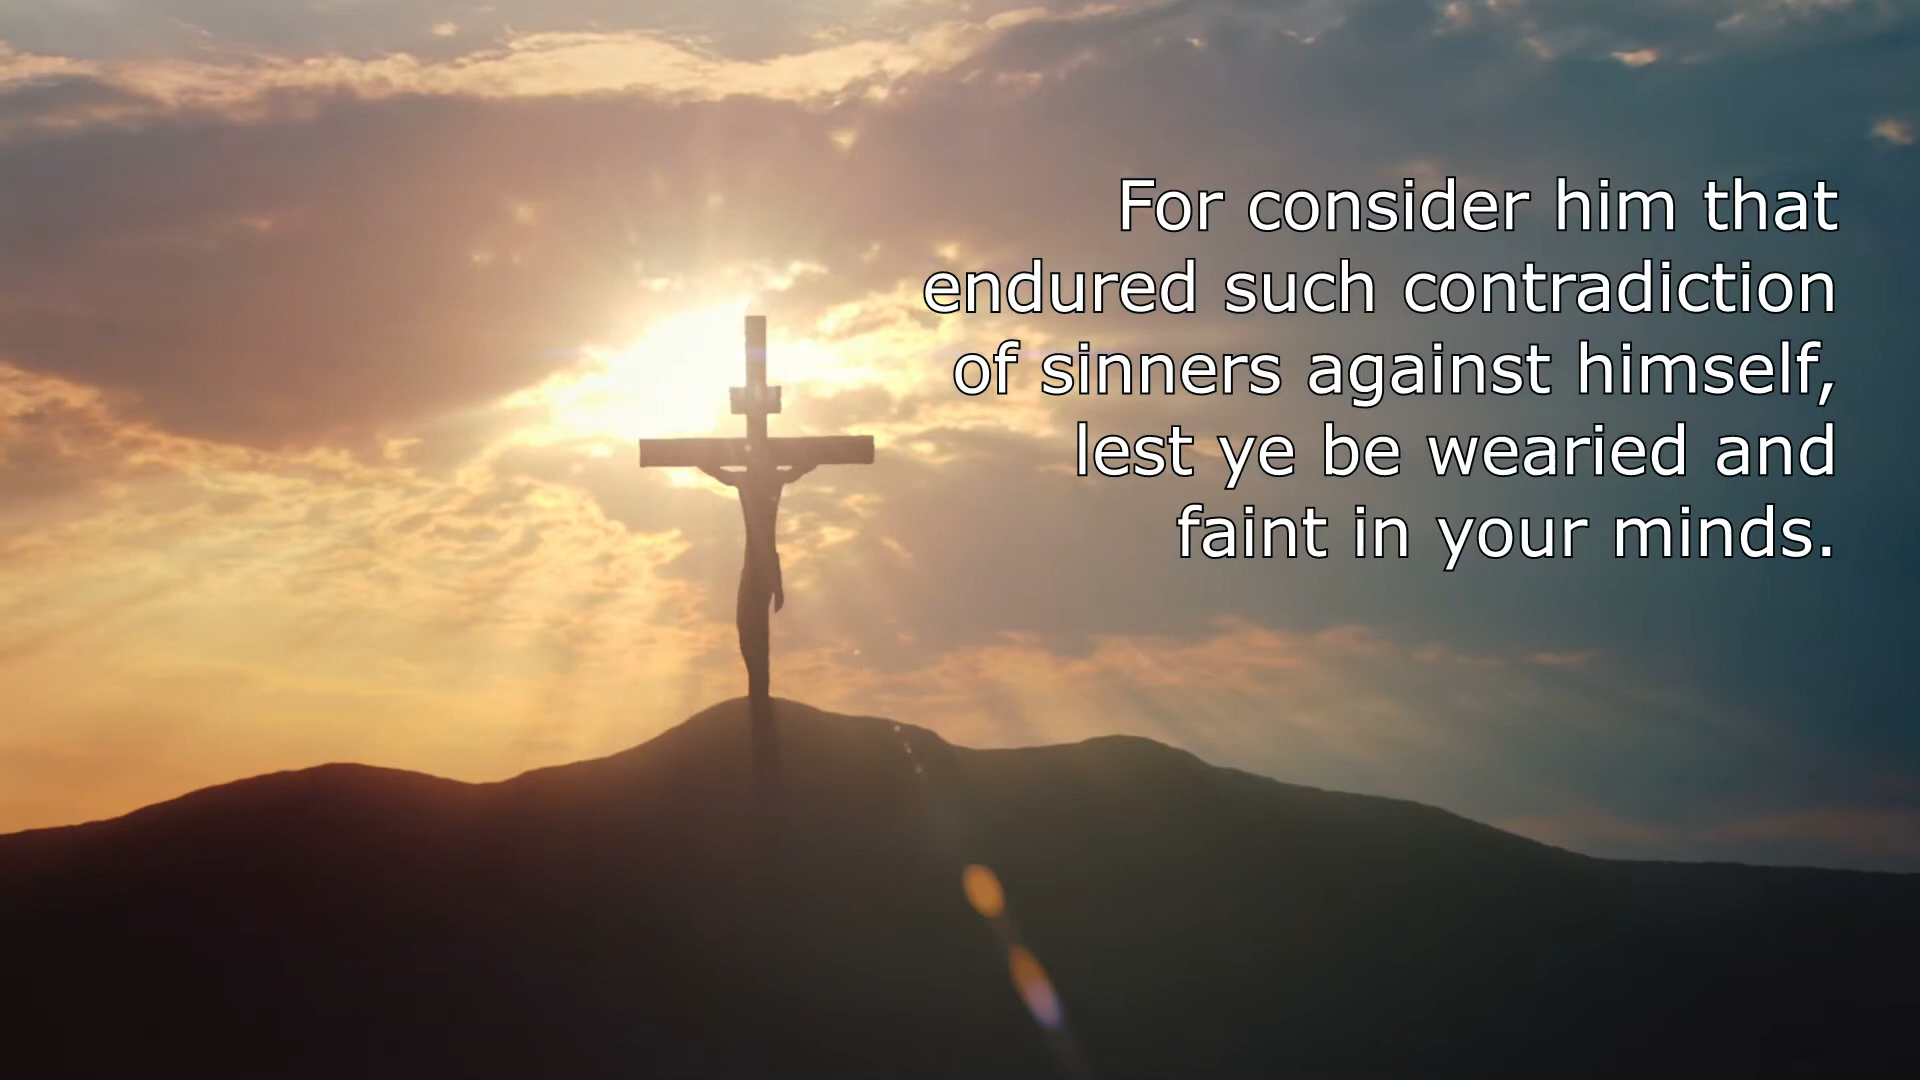 For consider him that
endured such contradiction
of sinners against himself,
lest ye be wearied and
faint in your minds.